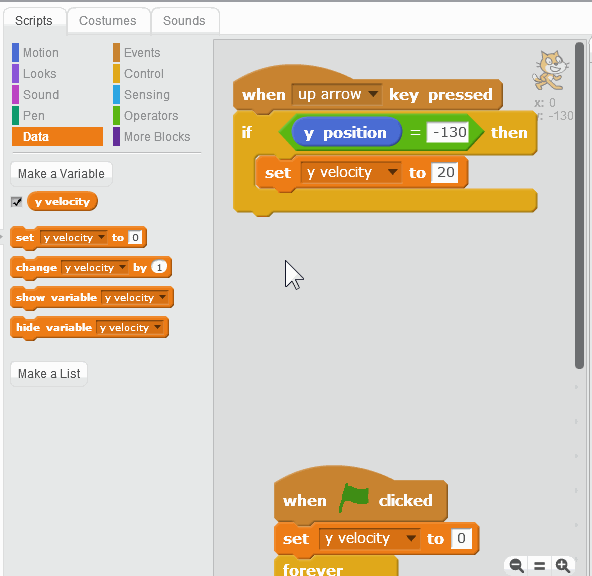 Scripts Costumes Sounds
Motion Events
Looks Control
Sound Sensing
Pen Operators
Data More Blocks
Make a Variable
y velocity
set y velocity to 0
change y velocity by 1
show variable y velocity
hide variable y velocity
Make a List
when up arrow key pressed
if y position = -130 then
set y velocity to 20
x: 0
y: -130
when clicked
set y velocity to 0
forever